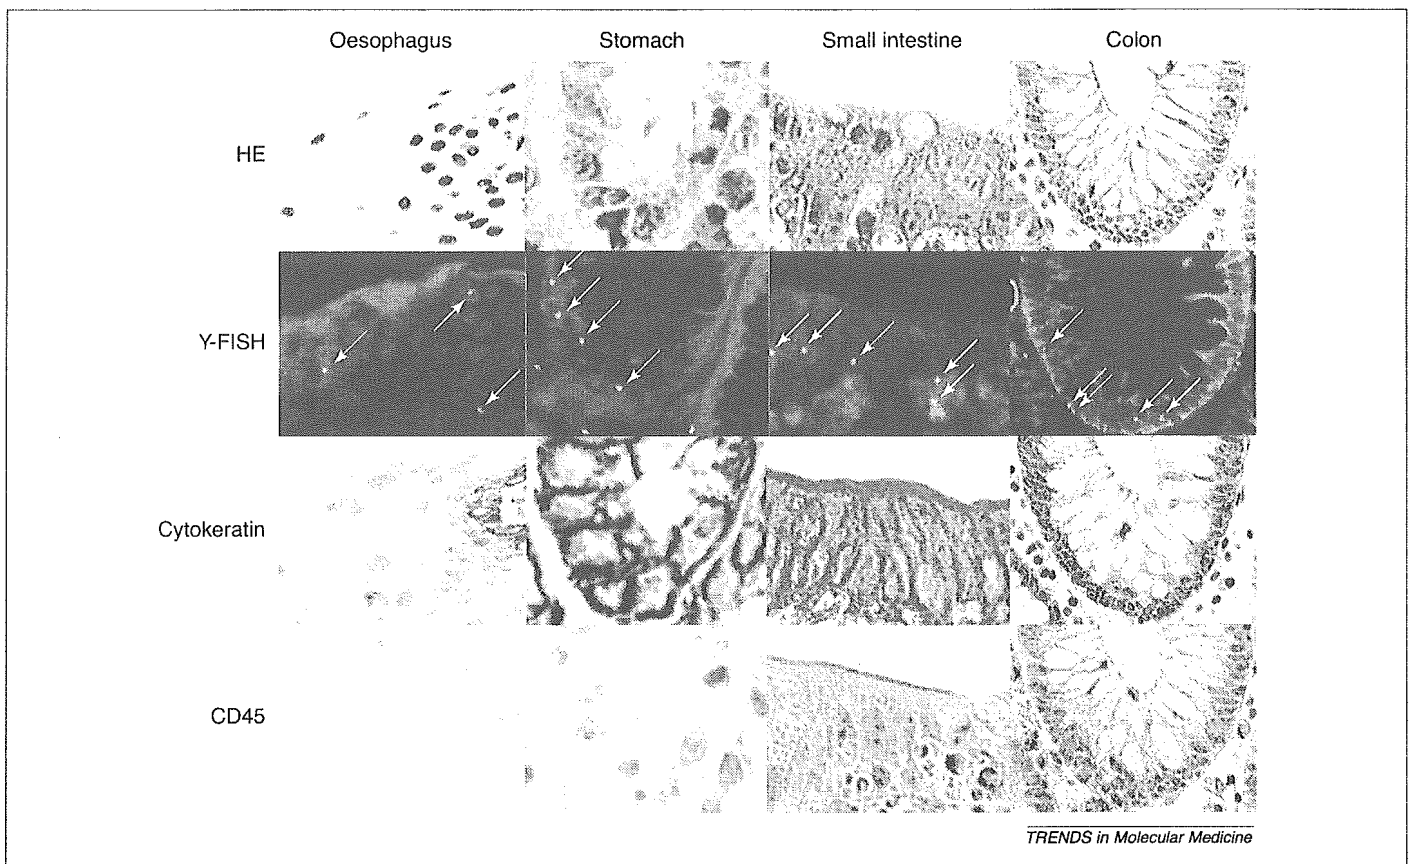 Oesophagus Stomach Small intestine Colon
HE
Y-FISH
Cytokeratin
CD45
TRENDS in Molecular Medicine